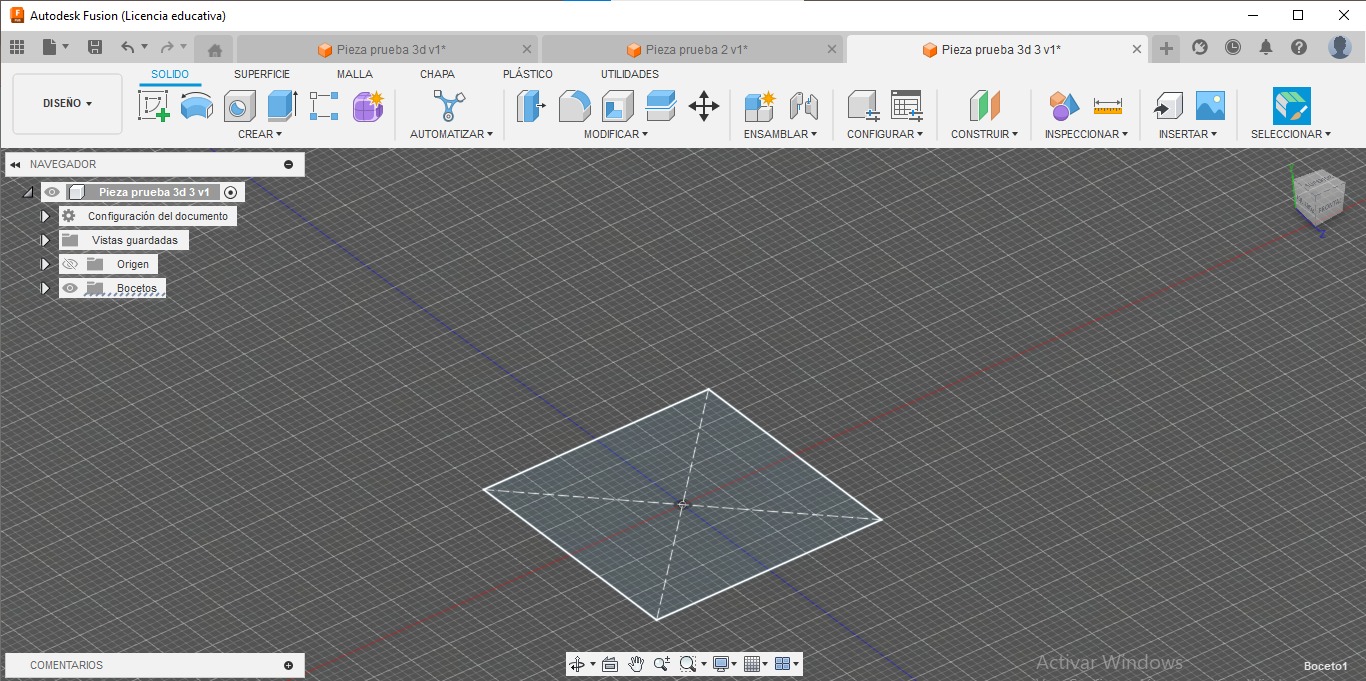 Autodesk Fusion (Licencia educativa)
Pieza prueba 3d v1*
Pieza prueba 2 v1*
Pieza prueba 3d 3 v1*
DISEÑO
SOLIDO
SUPERFICIE
MALLA
CHAPA
PLÁSTICO
UTILIDADES
CREAR
AUTOMATIZAR
MODIFICAR
ENSAMBLAR
CONFIGURAR
CONSTRUIR
INSPECCIONAR
INSERTAR
SELECCIONAR
NAVEGADOR
Pieza prueba 3d 3 v1
Configuración del documento
Vistas guardadas
Origen
Bocetos
FRONTAL
Z
COMENTARIOS
Activar Windows
Boceto1